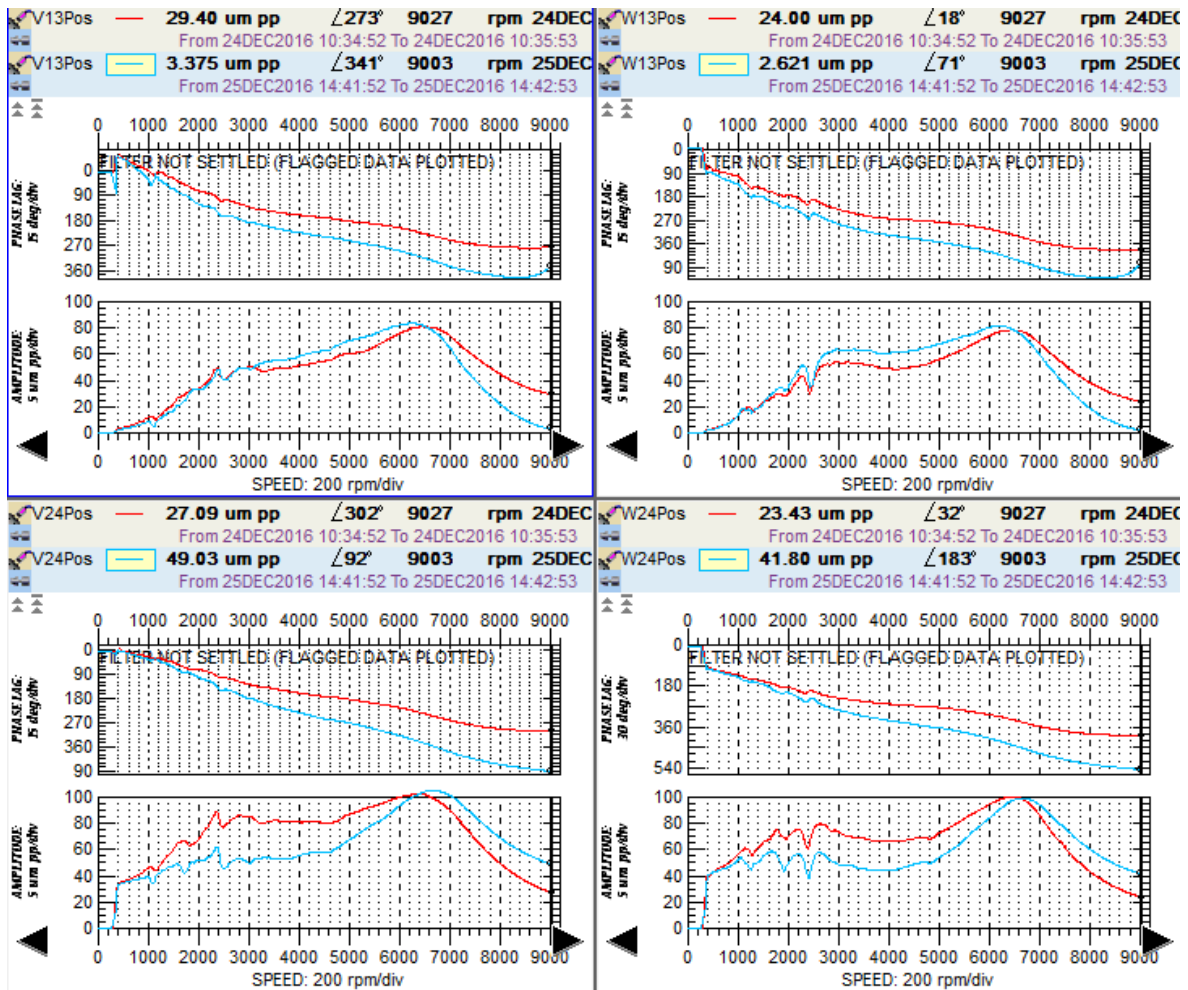 V13Pos 29.40 um pp ∠273° 9027 rpm 24DEC
From 24DEC2016 10:34:52 To 24DEC2016 10:35:53
V13Pos 3.375 um pp ∠341° 9003 rpm 25DEC
From 25DEC2016 14:41:52 To 25DEC2016 14:42:53
0 1000 2000 3000 4000 5000 6000 7000 8000 9000
FILTER NOT SETTLED (FLAGGED DATA PLOTTED)
PHASE LAG:
15 deg/div
0
90
180
270
360
AMPLITUDE:
5 um pp/div
100
80
60
40
20
0
0 1000 2000 3000 4000 5000 6000 7000 8000 9000
SPEED: 200 rpm/div
W13Pos 24.00 um pp ∠18° 9027 rpm 24DEC
From 24DEC2016 10:34:52 To 24DEC2016 10:35:53
W13Pos 2.621 um pp ∠71° 9003 rpm 25DEC
From 25DEC2016 14:41:52 To 25DEC2016 14:42:53
0 1000 2000 3000 4000 5000 6000 7000 8000 9000
FILTER NOT SETTLED (FLAGGED DATA PLOTTED)
PHASE LAG:
15 deg/div
0
90
180
270
360
90
AMPLITUDE:
5 um pp/div
100
80
60
40
20
0
0 1000 2000 3000 4000 5000 6000 7000 8000 9000
SPEED: 200 rpm/div
V24Pos 27.09 um pp ∠302° 9027 rpm 24DEC
From 24DEC2016 10:34:52 To 24DEC2016 10:35:53
V24Pos 49.03 um pp ∠92° 9003 rpm 25DEC
From 25DEC2016 14:41:52 To 25DEC2016 14:42:53
0 1000 2000 3000 4000 5000 6000 7000 8000 9000
FILTER NOT SETTLED (FLAGGED DATA PLOTTED)
PHASE LAG:
15 deg/div
0
90
180
270
360
90
AMPLITUDE:
5 um pp/div
100
80
60
40
20
0
0 1000 2000 3000 4000 5000 6000 7000 8000 9000
SPEED: 200 rpm/div
W24Pos 23.43 um pp ∠32° 9027 rpm 24DEC
From 24DEC2016 10:34:52 To 24DEC2016 10:35:53
W24Pos 41.80 um pp ∠183° 9003 rpm 25DEC
From 25DEC2016 14:41:52 To 25DEC2016 14:42:53
0 1000 2000 3000 4000 5000 6000 7000 8000 9000
FILTER NOT SETTLED (FLAGGED DATA PLOTTED)
PHASE LAG:
30 deg/div
0
180
360
540
AMPLITUDE:
5 um pp/div
100
80
60
40
20
0
0 1000 2000 3000 4000 5000 6000 7000 8000 9000
SPEED: 200 rpm/div